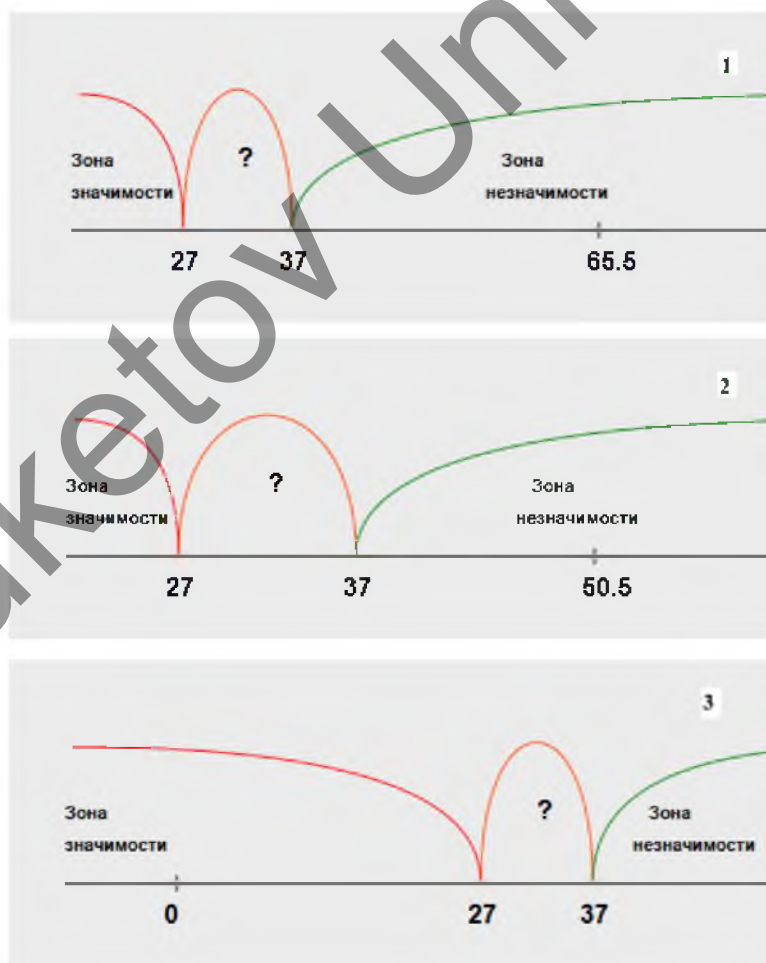 1
Зона
значимости
?
Зона
незначимости
27 37 65.5
2
Зона
значимости
?
Зона
незначимости
27 37 50.5
3
Зона
значимости
?
Зона
незначимости
0 27 37